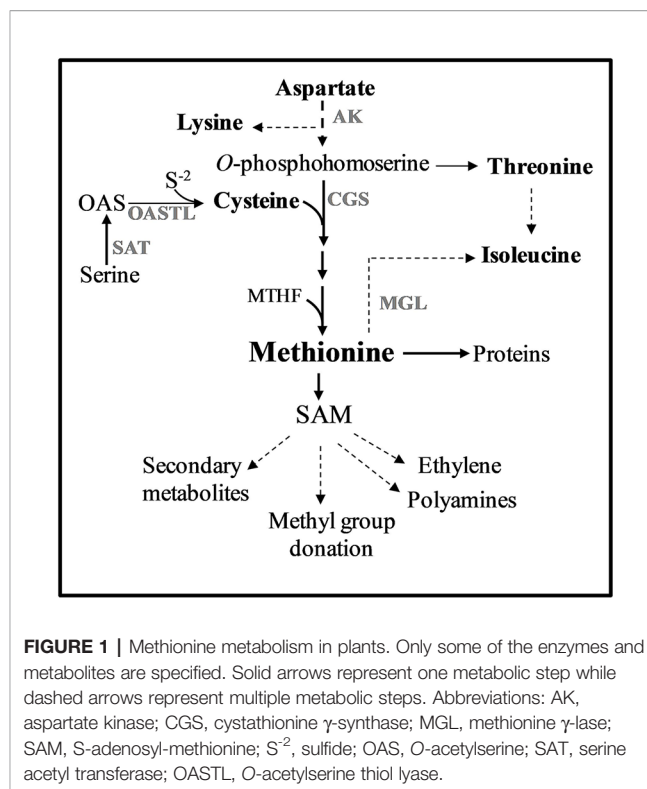 Aspartate
AK
Lysine
O-phosphohomoserine
Threonine
S-2
OAS
OASTL
Cysteine
CGS
SAT
Serine
Isoleucine
MTHF
MGL
Methionine
Proteins
SAM
Secondary
metabolites
Ethylene
Polyamines
Methyl group
donation
FIGURE 1 | Methionine metabolism in plants. Only some of the enzymes and
metabolites are specified. Solid arrows represent one metabolic step while
dashed arrows represent multiple metabolic steps. Abbreviations: AK,
aspartate kinase; CGS, cystathionine γ-synthase; MGL, methionine γ-lase;
SAM, S-adenosyl-methionine; S-2, sulfide; OAS, O-acetylserine; SAT, serine
acetyl transferase; OASTL, O-acetylserine thiol lyase.